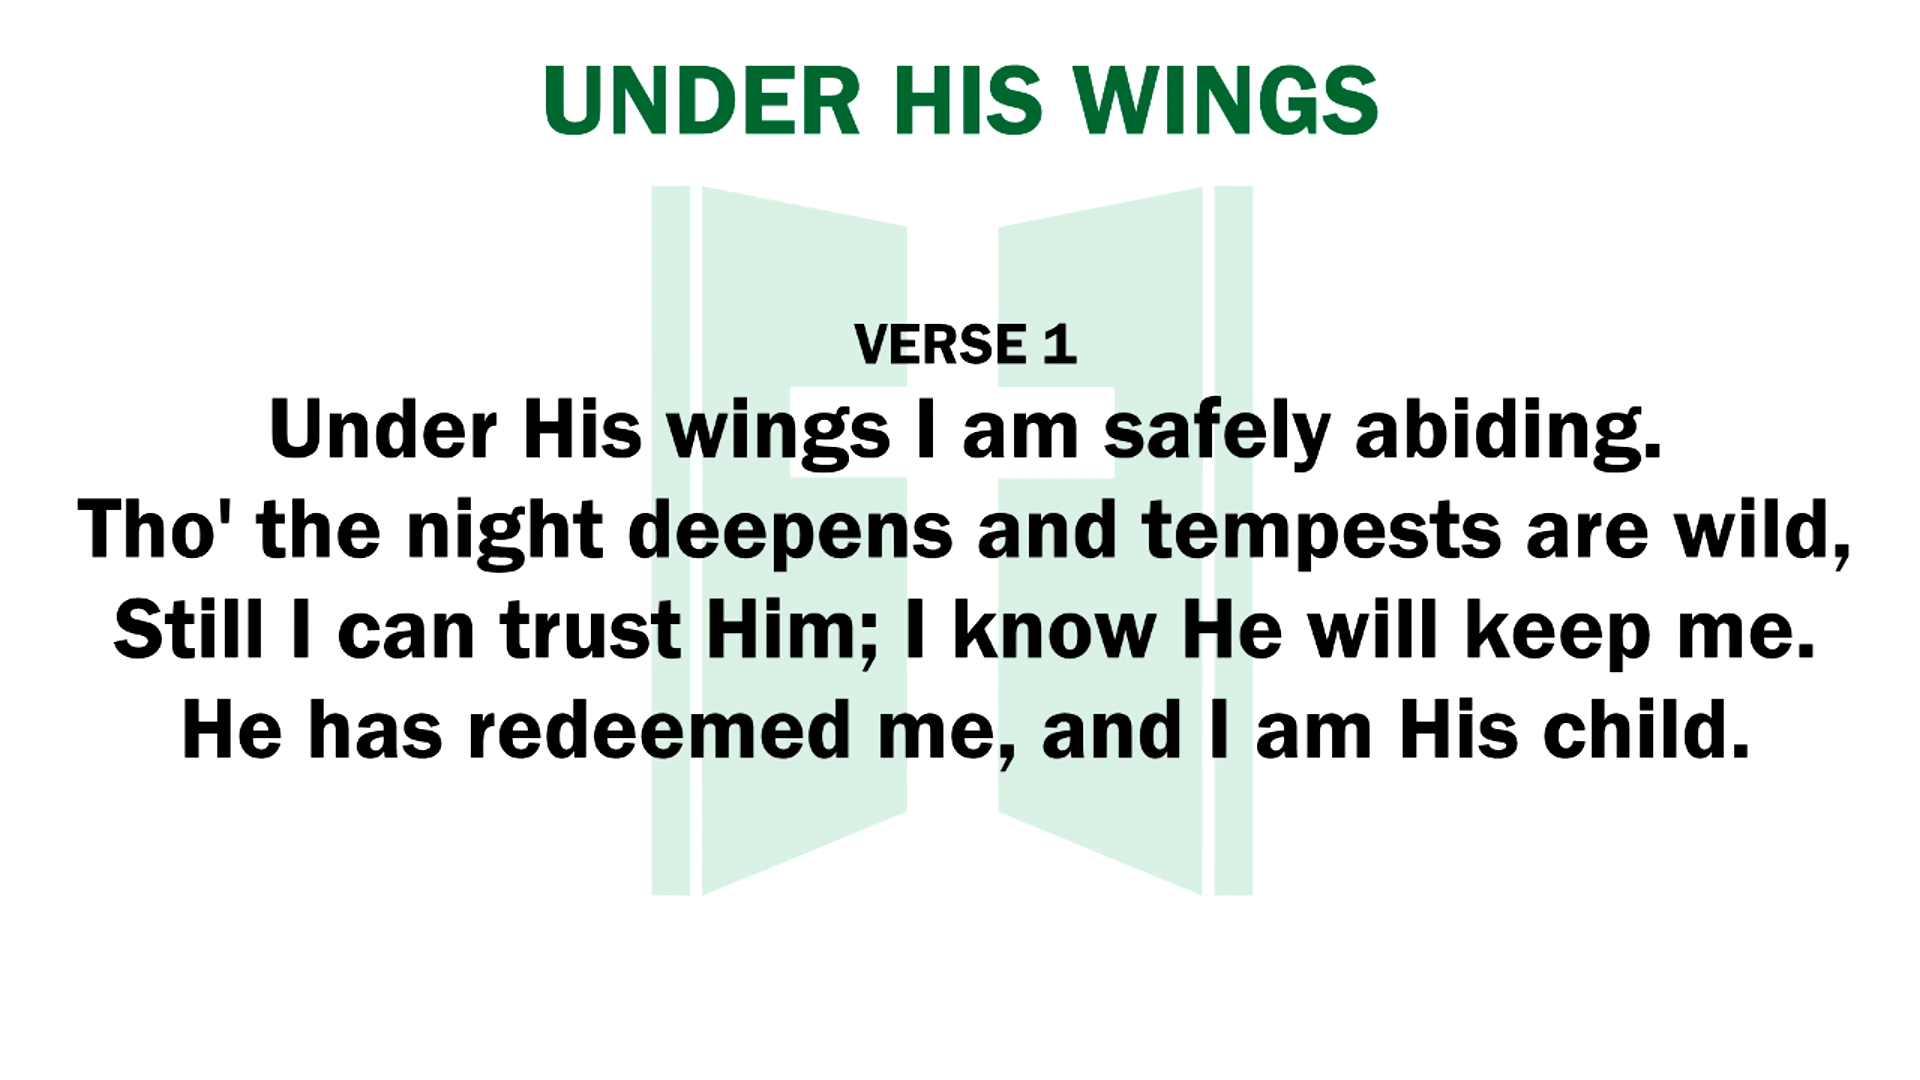 UNDER HIS WINGS
VERSE 1
Under His wings I am safely abiding.
Tho' the night deepens and tempests are wild,
Still I can trust Him; I know He will keep me.
He has redeemed me, and I am His child.